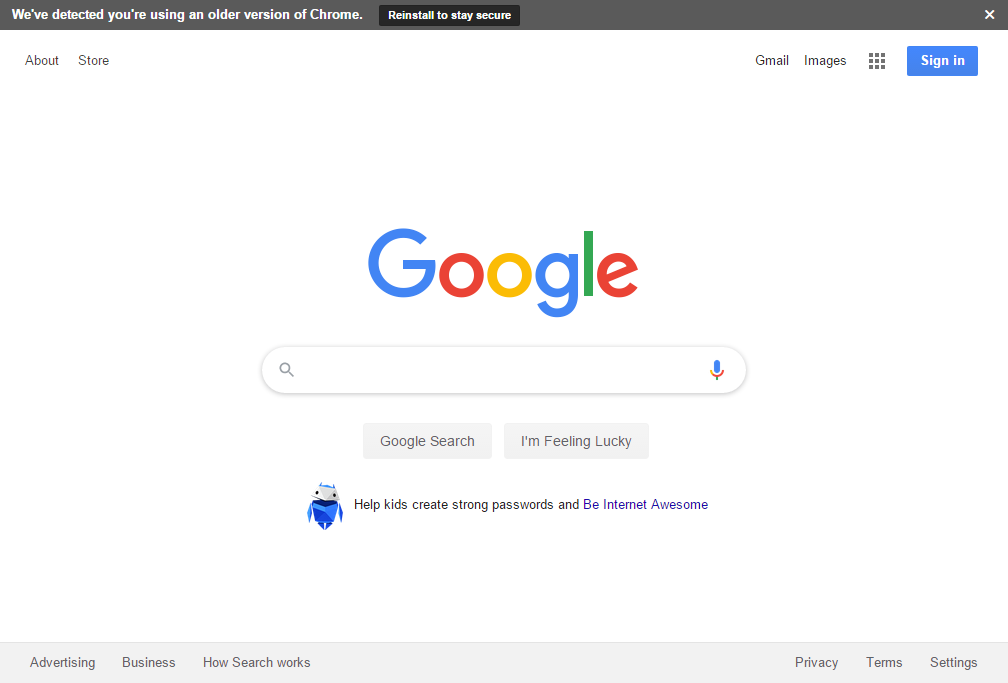 We've detected you're using an older version of Chrome. Reinstall to stay secure ×
About Store Gmail Images Sign in
Google
Google Search I'm Feeling Lucky
Help kids create strong passwords and Be Internet Awesome
Advertising Business How Search works Privacy Terms Settings